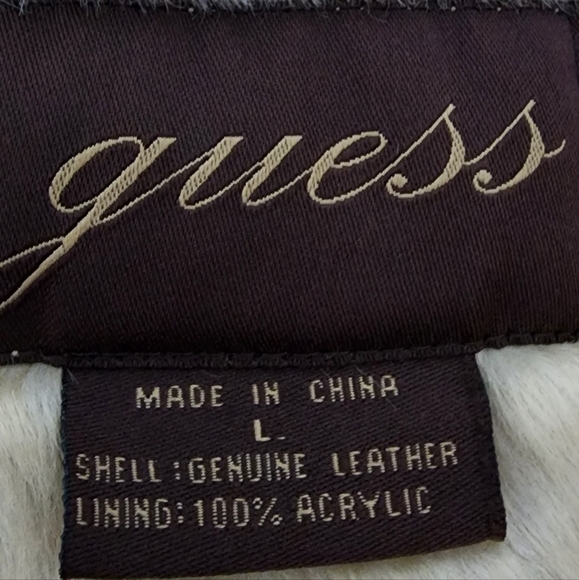 guess
MADE IN CHINA
L.
SHELL:GENUINE LEATHER
LINING:100% ACRYLIC